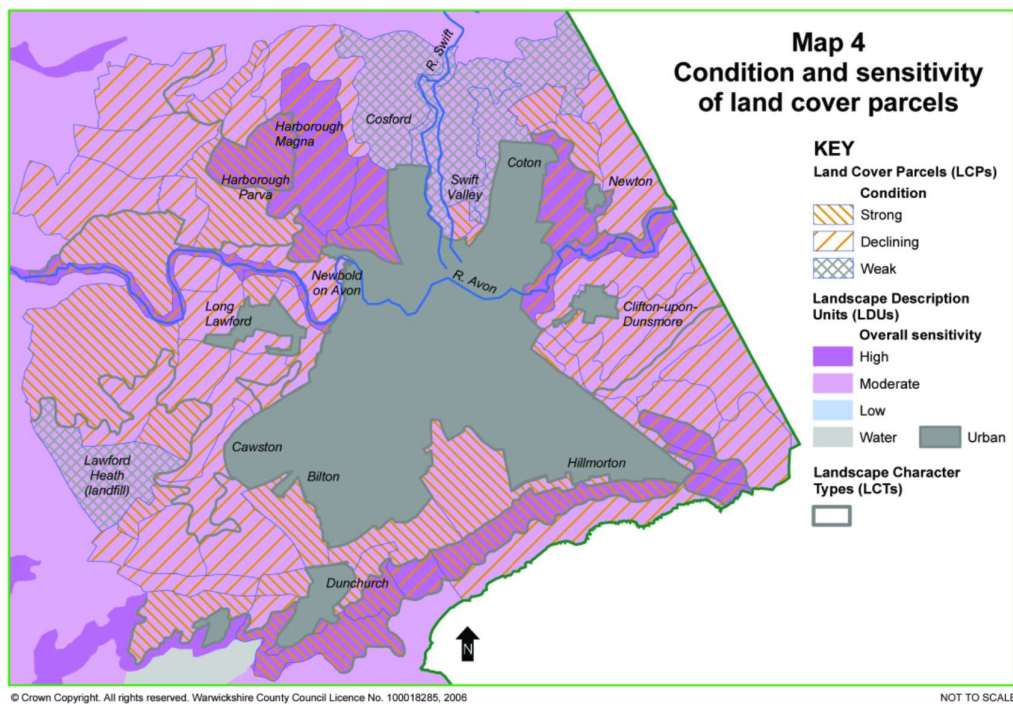 Map 4
Condition and sensitivity
of land cover parcels
KEY
Land Cover Parcels (LCPs)
Condition
Strong
Declining
Weak
Landscape Description
Units (LDUs)
Overall sensitivity
High
Moderate
Low
Water
Urban
Landscape Character
Types (LCTs)
R. Swift
Cosford
Harborough
Magna
Harborough
Parva
Coton
Swift
Valley
Newton
Newbold
on Avon
R. Avon
Long
Lawford
Clifton-upon-
Dunsmore
Cawston
Bilton
Hillmorton
Lawford
Heath
(landfill)
Dunchurch
N
© Crown Copyright. All rights reserved. Warwickshire County Council Licence No. 100018285, 2006
NOT TO SCALE